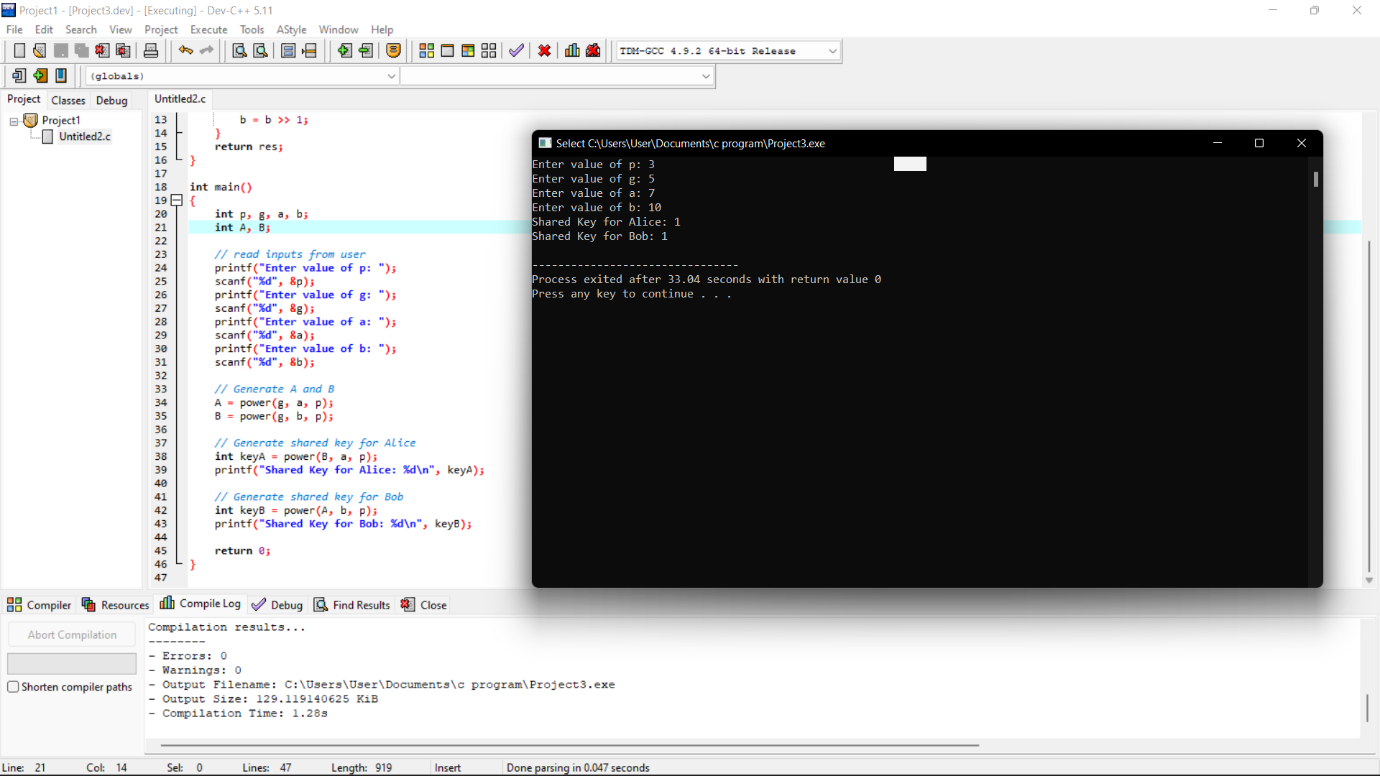 Project1 - [Project3.dev] - [Executing] - Dev-C++ 5.11
File Edit Search View Project Execute Tools AStyle Window Help
TDM-GCC 4.9.2 64-bit Release
(globals)
Project Classes Debug
Project1
Untitled2.c
Untitled2.c
13 b = b >> 1;
14 }
15 return res;
16 }
17
18 int main()
19 {
20 int p, g, a, b;
21 int A, B;
22
23 // read inputs from user
24 printf("Enter value of p: ");
25 scanf("%d", &p);
26 printf("Enter value of g: ");
27 scanf("%d", &g);
28 printf("Enter value of a: ");
29 scanf("%d", &a);
30 printf("Enter value of b: ");
31 scanf("%d", &b);
32
33 // Generate A and B
34 A = power(g, a, p);
35 B = power(g, b, p);
36
37 // Generate shared key for Alice
38 int keyA = power(B, a, p);
39 printf("Shared Key for Alice: %d\n", keyA);
40
41 // Generate shared key for Bob
42 int keyB = power(A, b, p);
43 printf("Shared Key for Bob: %d\n", keyB);
44
45 return 0;
46 }
47
Select C:\Users\User\Documents\c program\Project3.exe
Enter value of p: 3
Enter value of g: 5
Enter value of a: 7
Enter value of b: 10
Shared Key for Alice: 1
Shared Key for Bob: 1
--------------------------------
Process exited after 33.04 seconds with return value 0
Press any key to continue . . .
Compiler Resources Compile Log Debug Find Results Close
Abort Compilation
Shorten compiler paths
Compilation results...
--------
- Errors: 0
- Warnings: 0
- Output Filename: C:\Users\User\Documents\c program\Project3.exe
- Output Size: 129.119140625 KiB
- Compilation Time: 1.28s
Line: 21 Col: 14 Sel: 0 Lines: 47 Length: 919 Insert Done parsing in 0.047 seconds